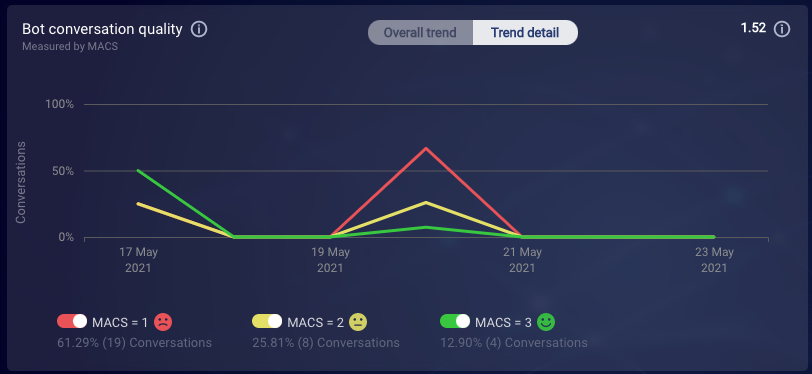 Bot conversation quality
Measured by MACS
Overall trend
Trend detail
1.52
Conversations
100%
50%
0%
17 May
2021
19 May
2021
21 May
2021
23 May
2021
MACS = 1
61.29% (19) Conversations
MACS = 2
25.81% (8) Conversations
MACS = 3
12.90% (4) Conversations